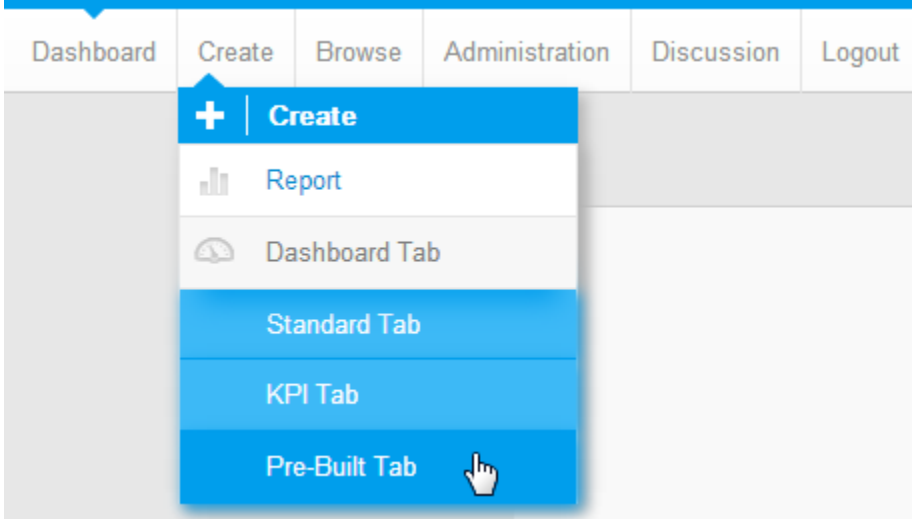 Dashboard Create Browse Administration Discussion Logout
Create
Report
Dashboard Tab
Standard Tab
KPI Tab
Pre-Built Tab